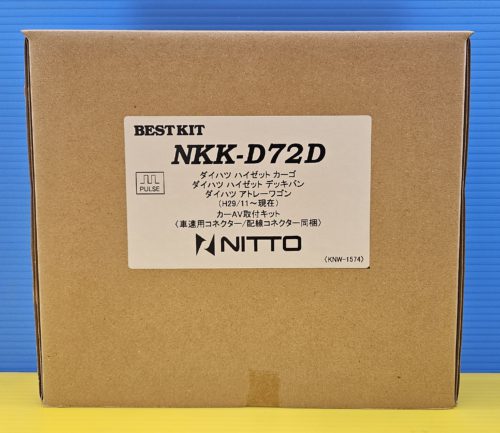 BEST KIT
NKK-D72D
PULSE
ダイハツ ハイゼット カーゴ
ダイハツ ハイゼット デッキバン
ダイハツ アトレーワゴン
(H29/11〜現在)
カーAV取付キット
(車速用コネクター/配線コネクター同梱)
NITTO
(KNW-1574)